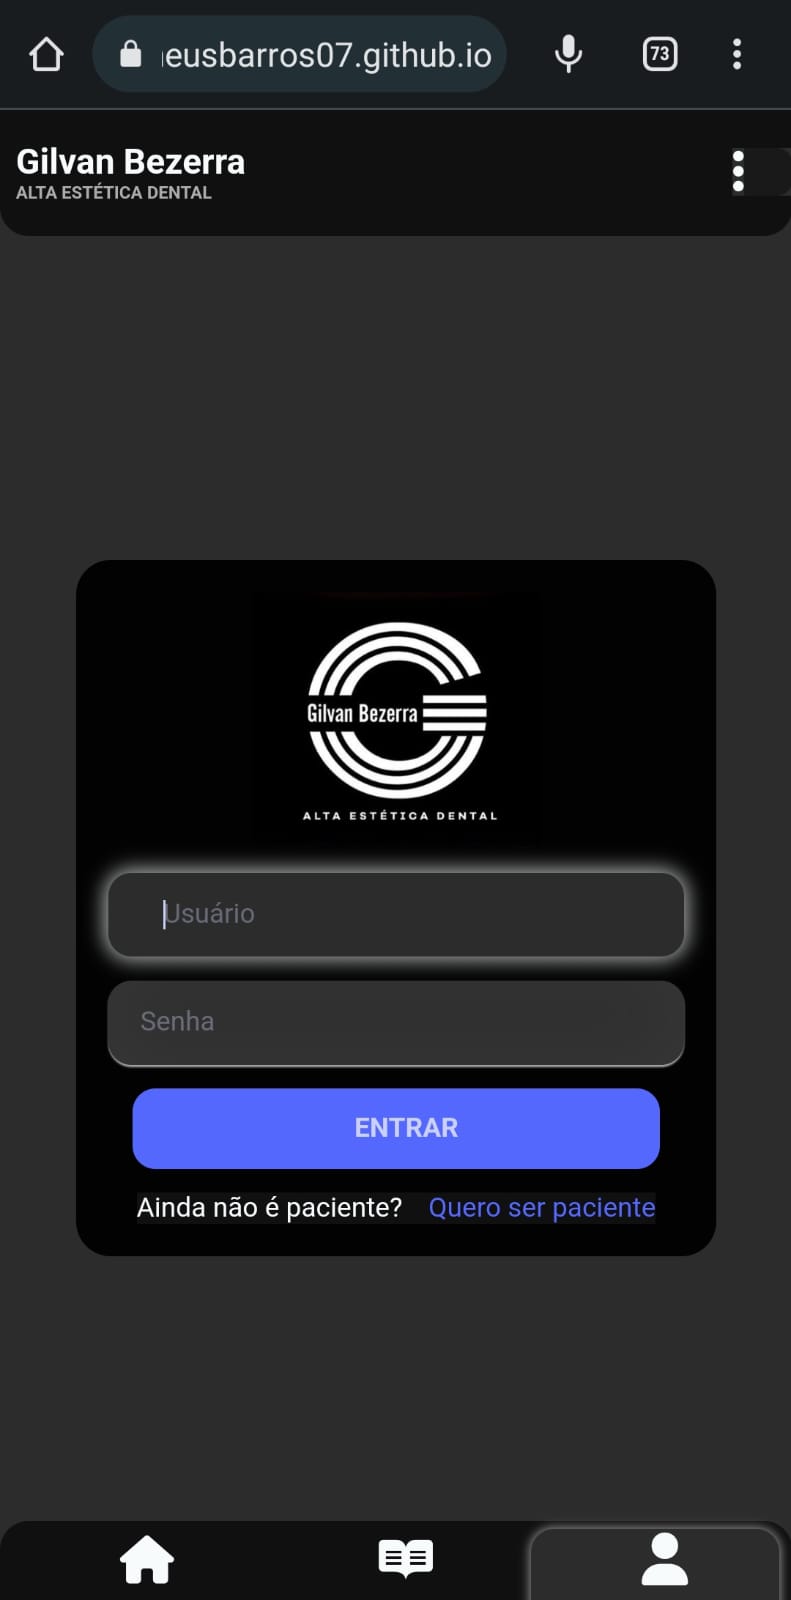 eusbarros07.github.io
73
Gilvan Bezerra
ALTA ESTÉTICA DENTAL
Gilvan Bezerra
ALTA ESTÉTICA DENTAL
Usuário
Senha
ENTRAR
Ainda não é paciente? Quero ser paciente